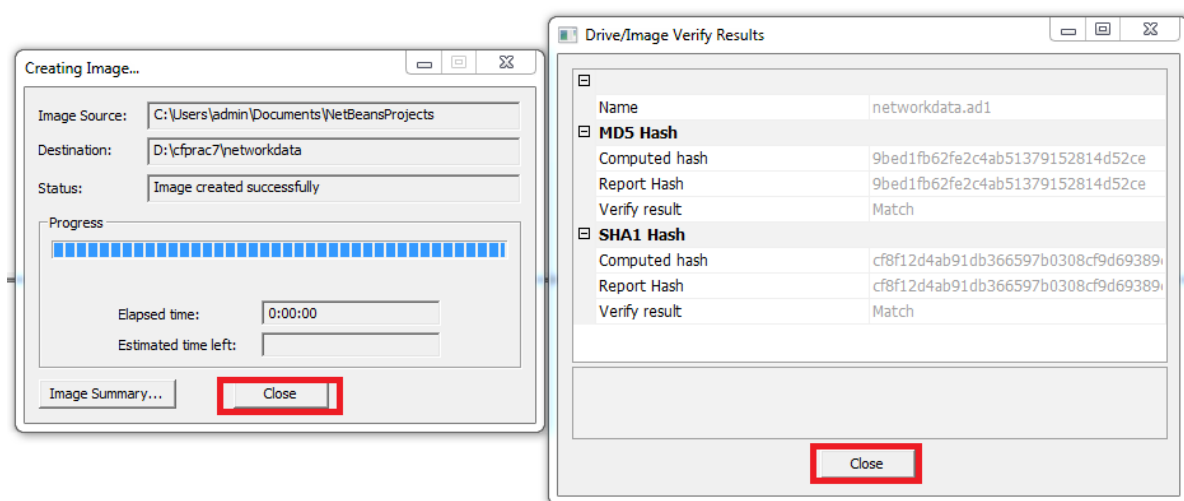 Creating Image...
Image Source: C:\Users\admin\Documents\NetBeansProjects
Destination: D:\cfprac7\networkdata
Status: Image created successfully
Progress
Elapsed time: 0:00:00
Estimated time left:
Image Summary... Close
Drive/Image Verify Results
Name networkdata.ad1
MD5 Hash
Computed hash 9bed1fb62fe2c4ab51379152814d52ce
Report Hash 9bed1fb62fe2c4ab51379152814d52ce
Verify result Match
SHA1 Hash
Computed hash cf8f12d4ab91db366597b0308cf9d69389
Report Hash cf8f12d4ab91db366597b0308cf9d69389
Verify result Match
Close